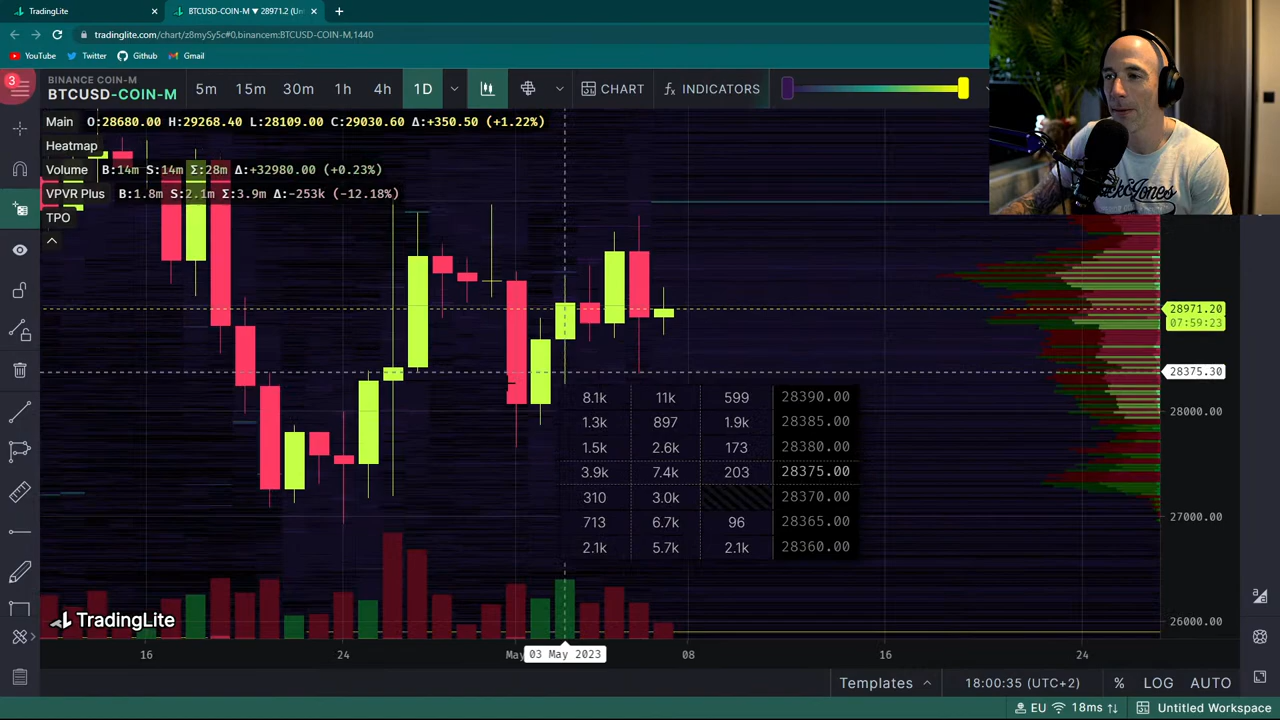 TradingLite
BTCUSD-COIN-M ▼ 28971.2 (Un
tradinglite.com/chart/z8mySy5c#0,binancem:BTCUSD-COIN-M,1440
YouTube Twitter Github Gmail
3
BINANCE COIN-M
BTCUSD-COIN-M
5m 15m 30m 1h 4h 1D CHART fx INDICATORS
Main O:28680.00 H:29268.40 L:28109.00 C:29030.60 Δ:+350.50 (+1.22%)
Heatmap
Volume B:14m S:14m Σ:28m Δ:+32980.00 (+0.23%)
VPVR Plus B:1.8m S:2.1m Σ:3.9m Δ:-253k (-12.18%)
TPO
28971.20
07:59:23
28375.30
28000.00
27000.00
26000.00
8.1k 11k 599 28390.00
1.3k 897 1.9k 28385.00
1.5k 2.6k 173 28380.00
3.9k 7.4k 203 28375.00
310 3.0k 28370.00
713 6.7k 96 28365.00
2.1k 5.7k 2.1k 28360.00
TradingLite
16 24 May 03 May 2023 08 16 24
Templates 18:00:35 (UTC+2) % LOG AUTO
EU 18ms Untitled Workspace